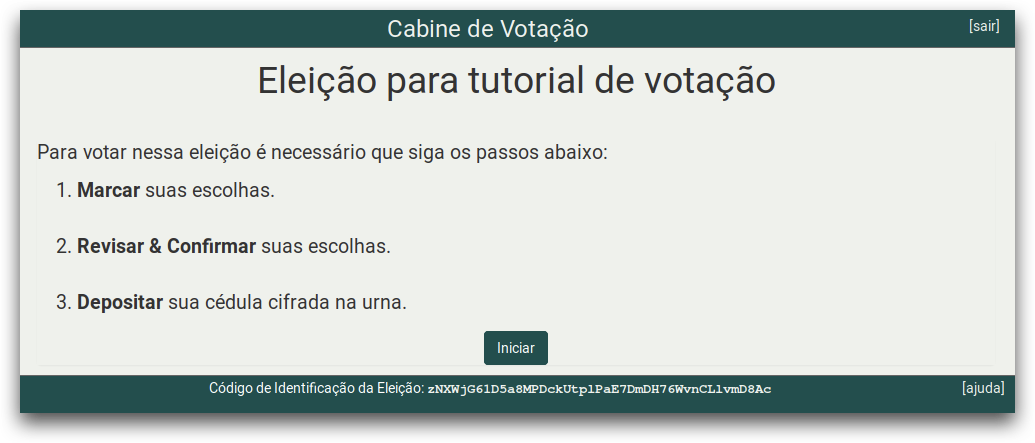 Cabine de Votação
[sair]
Eleição para tutorial de votação
Para votar nessa eleição é necessário que siga os passos abaixo:
1. Marcar suas escolhas.
2. Revisar & Confirmar suas escolhas.
3. Depositar sua cédula cifrada na urna.
Iniciar
Código de Identificação da Eleição: zNXWjG61D5a8MPDckUtplPaE7DmDH76WvnCLlvmD8Ac
[ajuda]